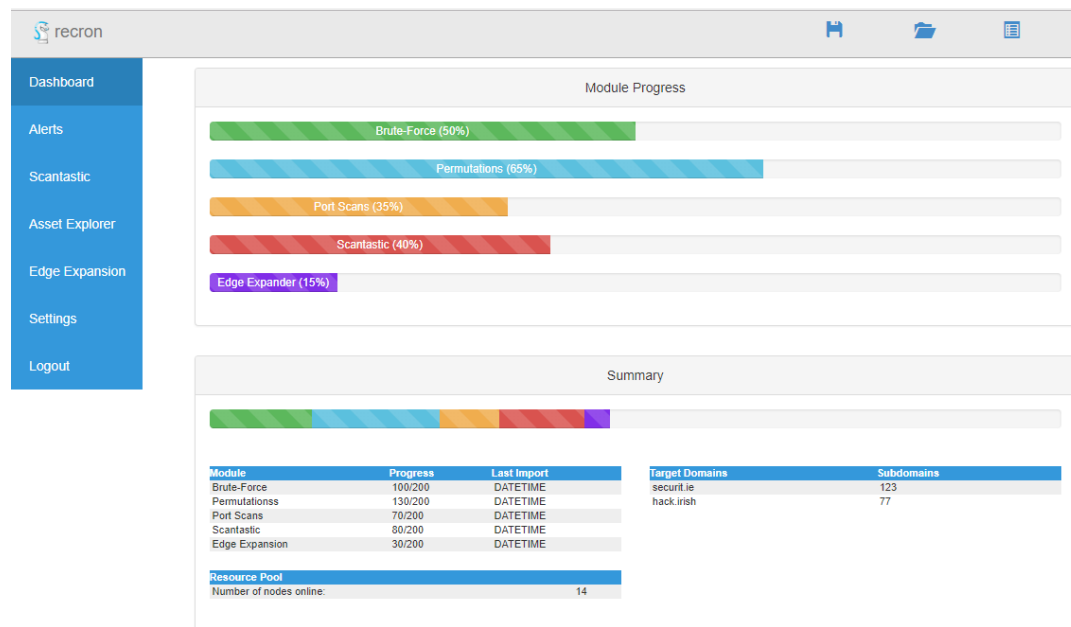 recron
Dashboard
Alerts
Scantastic
Asset Explorer
Edge Expansion
Settings
Logout
Module Progress
Brute-Force (50%)
Permutations (65%)
Port Scans (35%)
Scantastic (40%)
Edge Expander (15%)
Summary
Module Progress Last Import
Brute-Force 100/200 DATETIME
Permutationss 130/200 DATETIME
Port Scans 70/200 DATETIME
Scantastic 80/200 DATETIME
Edge Expansion 30/200 DATETIME
Target Domains Subdomains
securit.ie 123
hack.irish 77
Resource Pool
Number of nodes online: 14